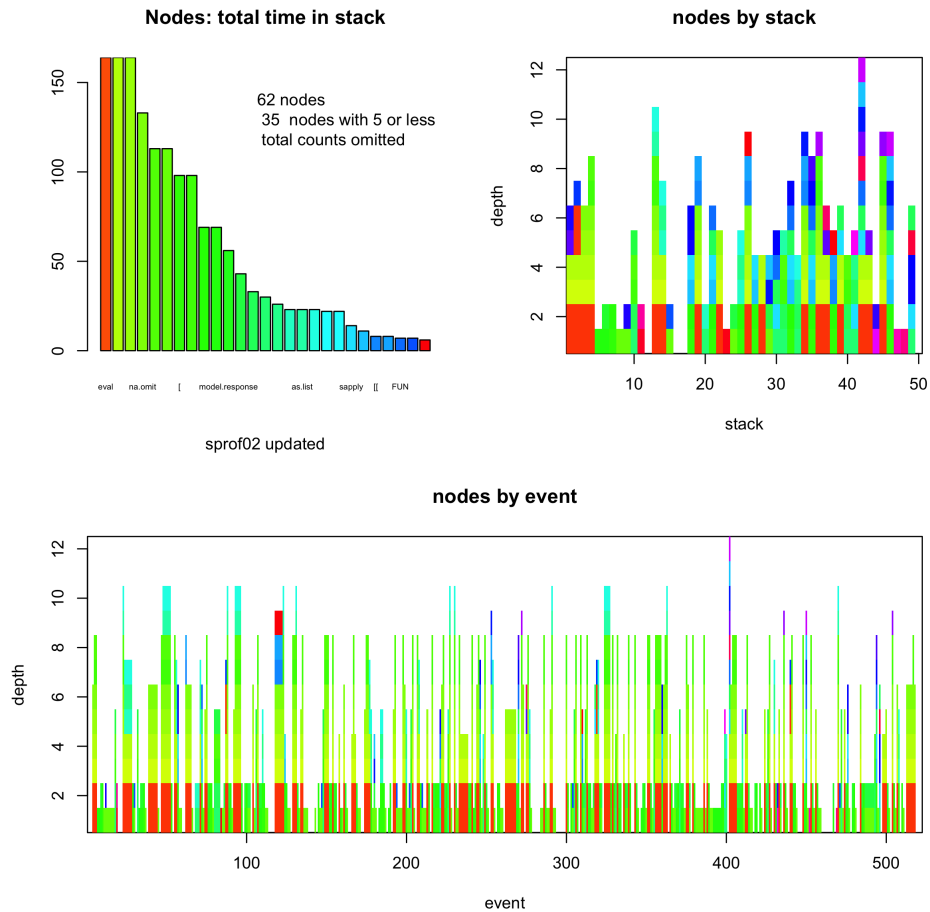 Nodes: total time in stack
150
100
50
0
62 nodes
35 nodes with 5 or less
total counts omitted
eval na.omit [ model.response as.list sapply [[ FUN
sprof02 updated
nodes by stack
depth
12
10
8
6
4
2
10 20 30 40 50
stack
nodes by event
depth
12
10
8
6
4
2
100 200 300 400 500
event